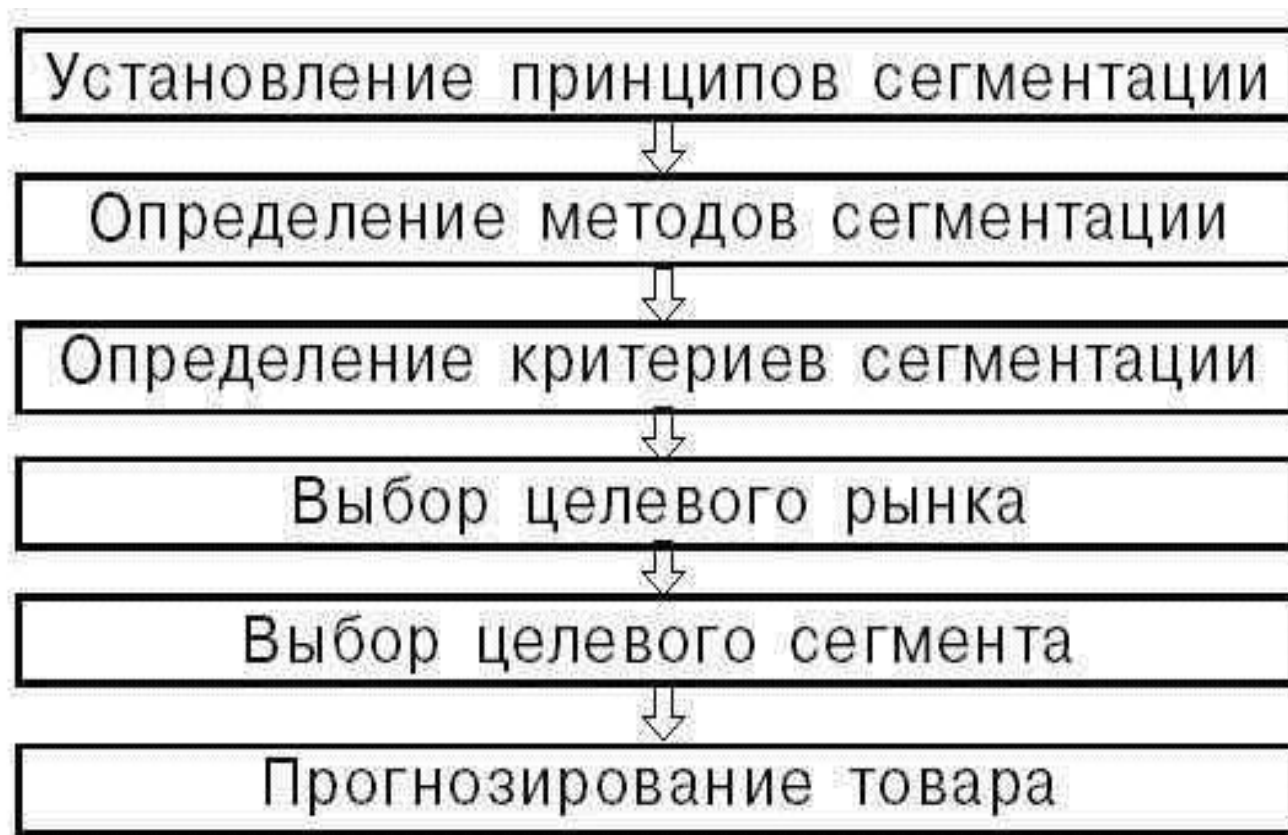 Установление принципов сегментации
Определение методов сегментации
Определение критериев сегментации
Выбор целевого рынка
Выбор целевого сегмента
Прогнозирование товара